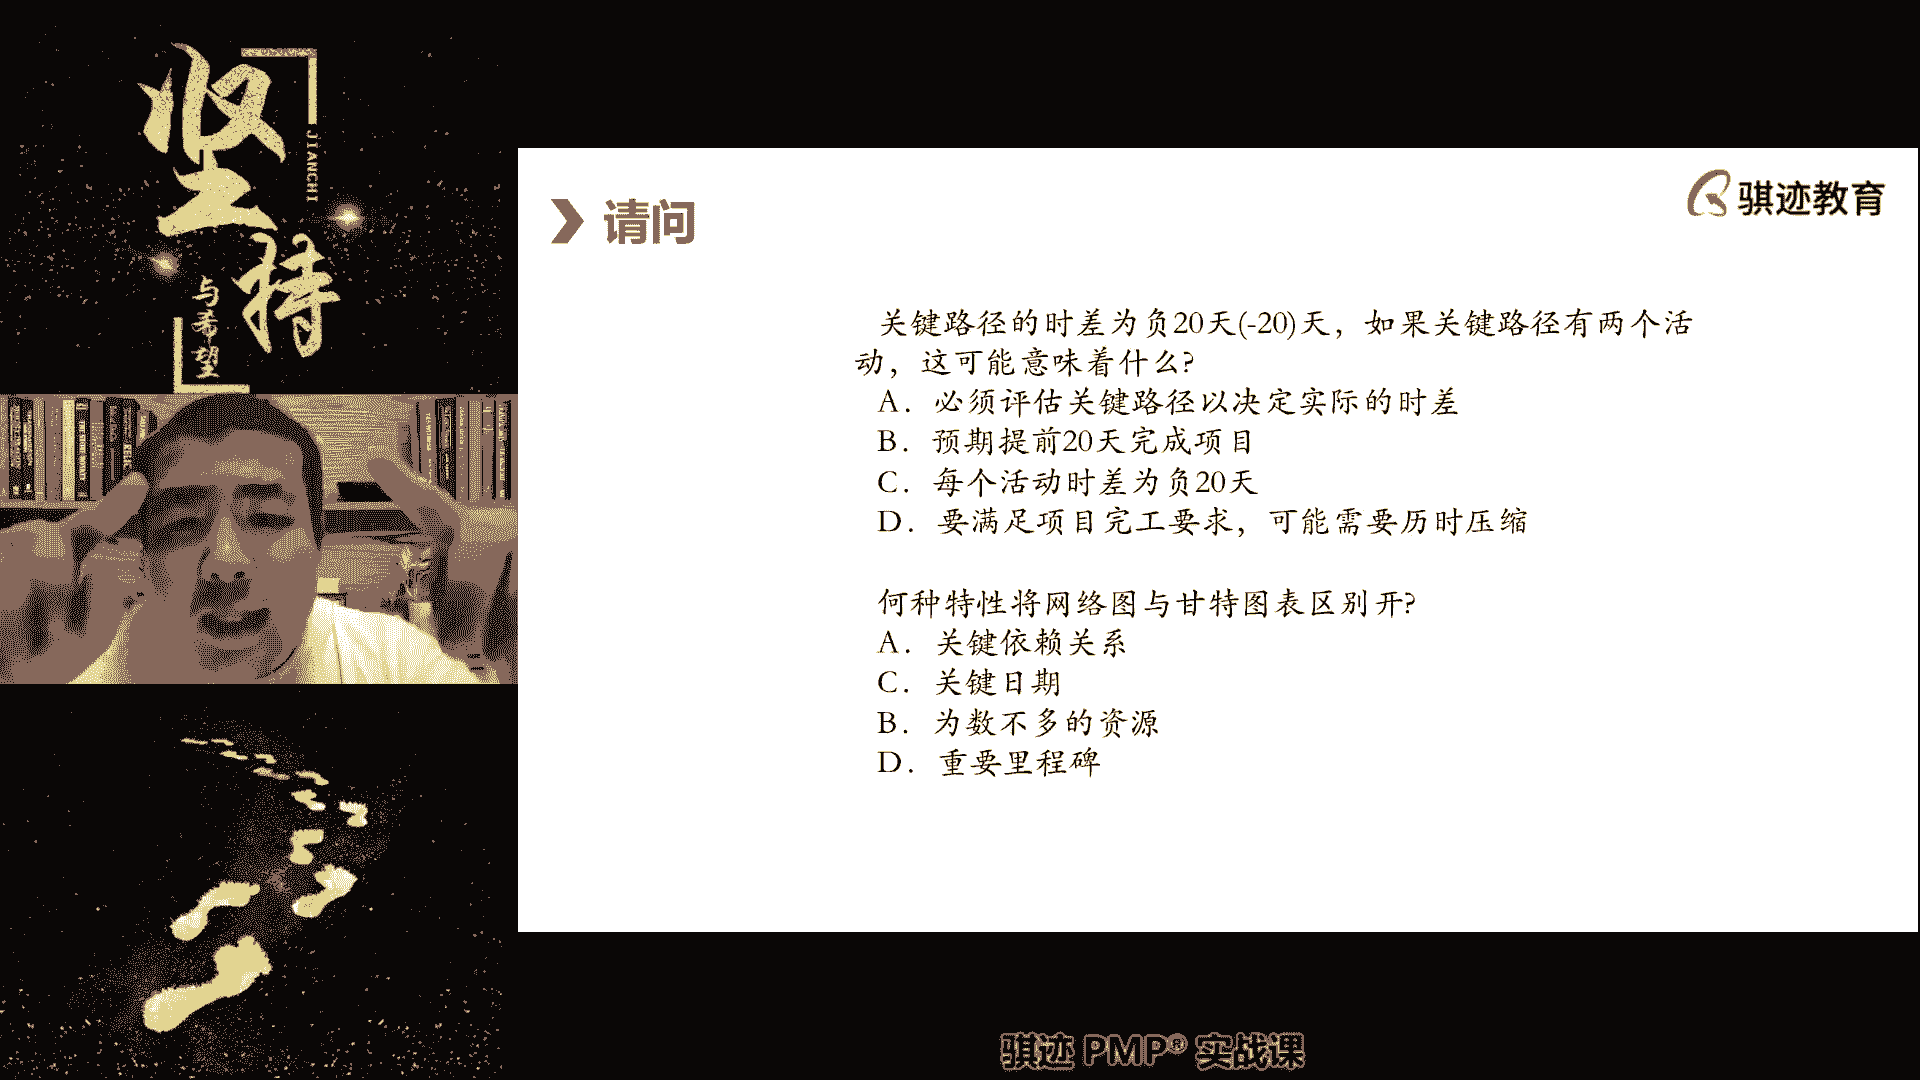 坚持
JIANCHI
与希望
骐迹教育
请问
关键路径的时差为负20天(-20)天，如果关键路径有两个活
动，这可能意味着什么?
A. 必须评估关键路径以决定实际的时差
B. 预期提前20天完成项目
C. 每个活动时差为负20天
D. 要满足项目完工要求，可能需要历时压缩
何种特性将网络图与甘特图表区别开?
A. 关键依赖关系
C. 关键日期
B. 为数不多的资源
D. 重要里程碑
骐迹 PMP® 实战课